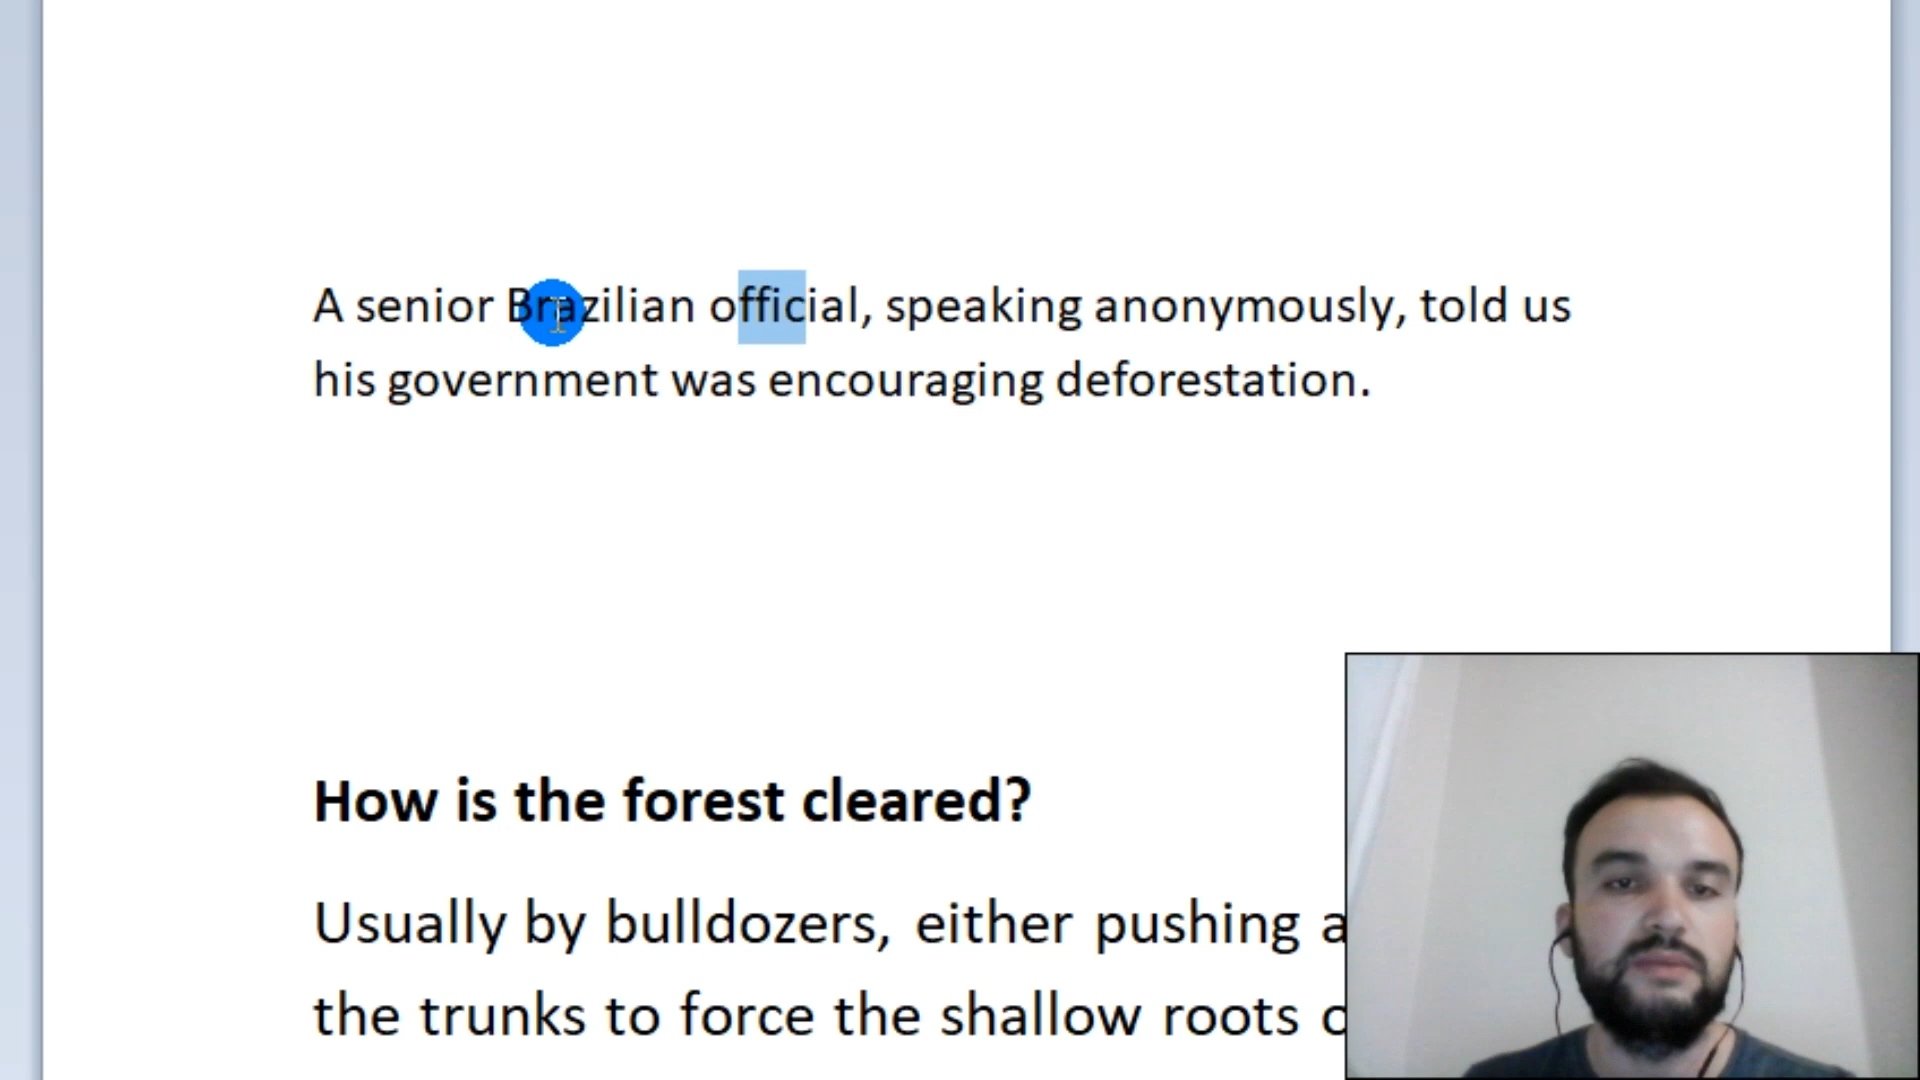 A senior Brazilian official, speaking anonymously, told us
his government was encouraging deforestation.
How is the forest cleared?
Usually by bulldozers, either pushing
the trunks to force the shallow roots